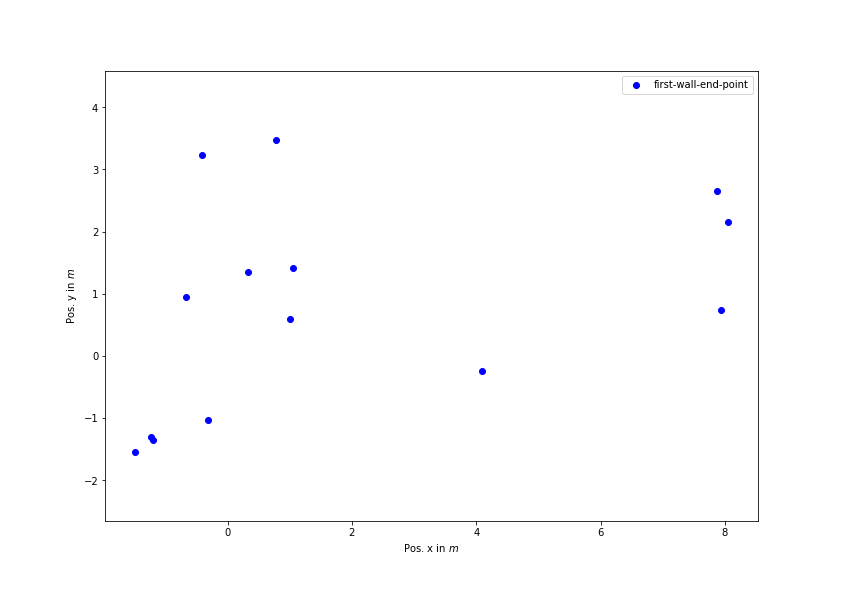 first-wall-end-point
4
3
2
1
0
−1
−2
Pos. y in m
0 2 4 6 8
Pos. x in m